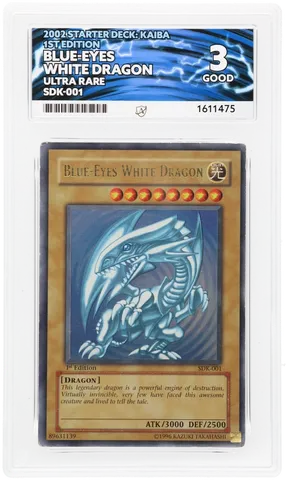 2002 STARTER DECK: KAIBA
1ST EDITION
BLUE-EYES
WHITE DRAGON
ULTRA RARE
SDK-001
3
GOOD
1611475
BLUE-EYES WHITE DRAGON
光
1st Edition
SDK-001
[DRAGON]
This legendary dragon is a powerful engine of destruction.
Virtually invincible, very few have faced this awesome
creature and lived to tell the tale.
ATK/3000 DEF/2500
89631139
©1996 KAZUKI TAKAHASHI